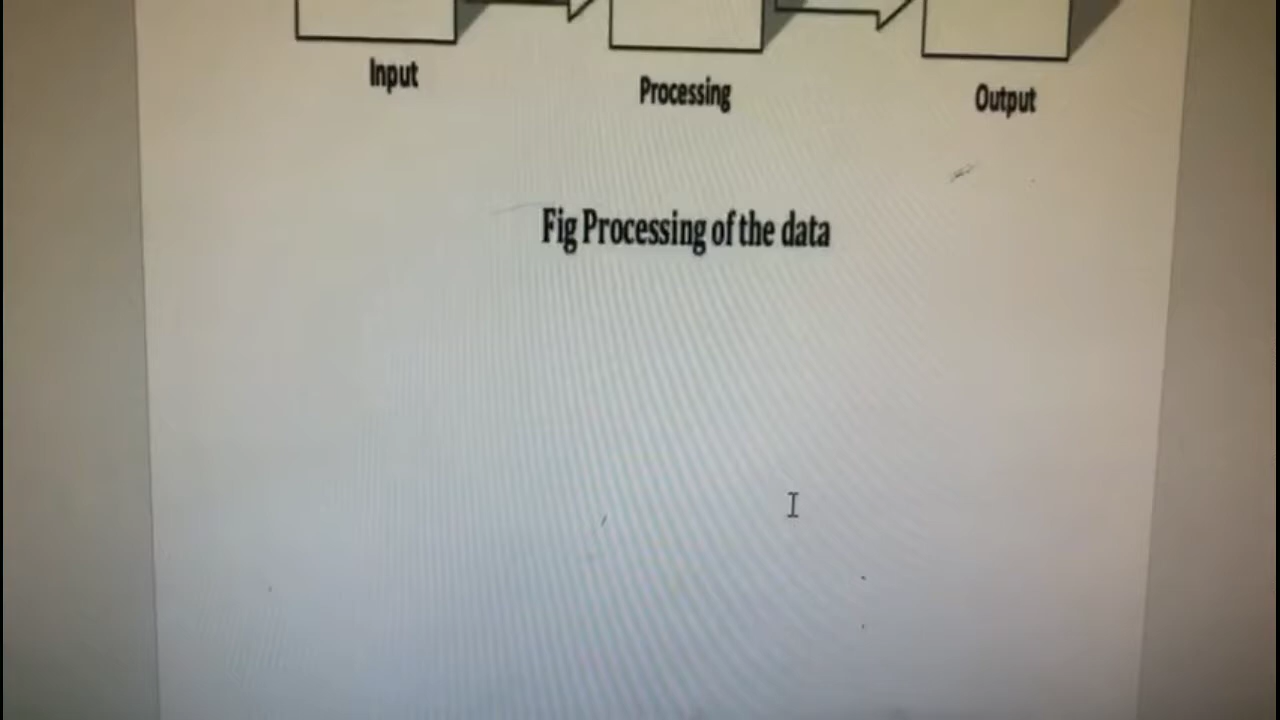 Input
Processing
Output
Fig Processing of the data